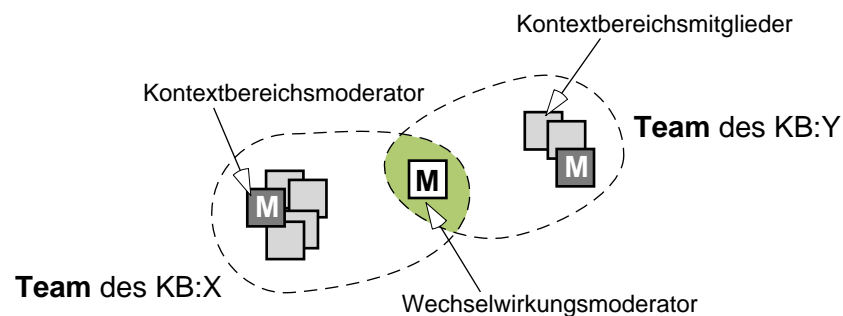 Kontextbereichsmitglieder
Kontextbereichsmoderator
Team des KB:Y
M
M
M
Team des KB:X
Wechselwirkungsmoderator